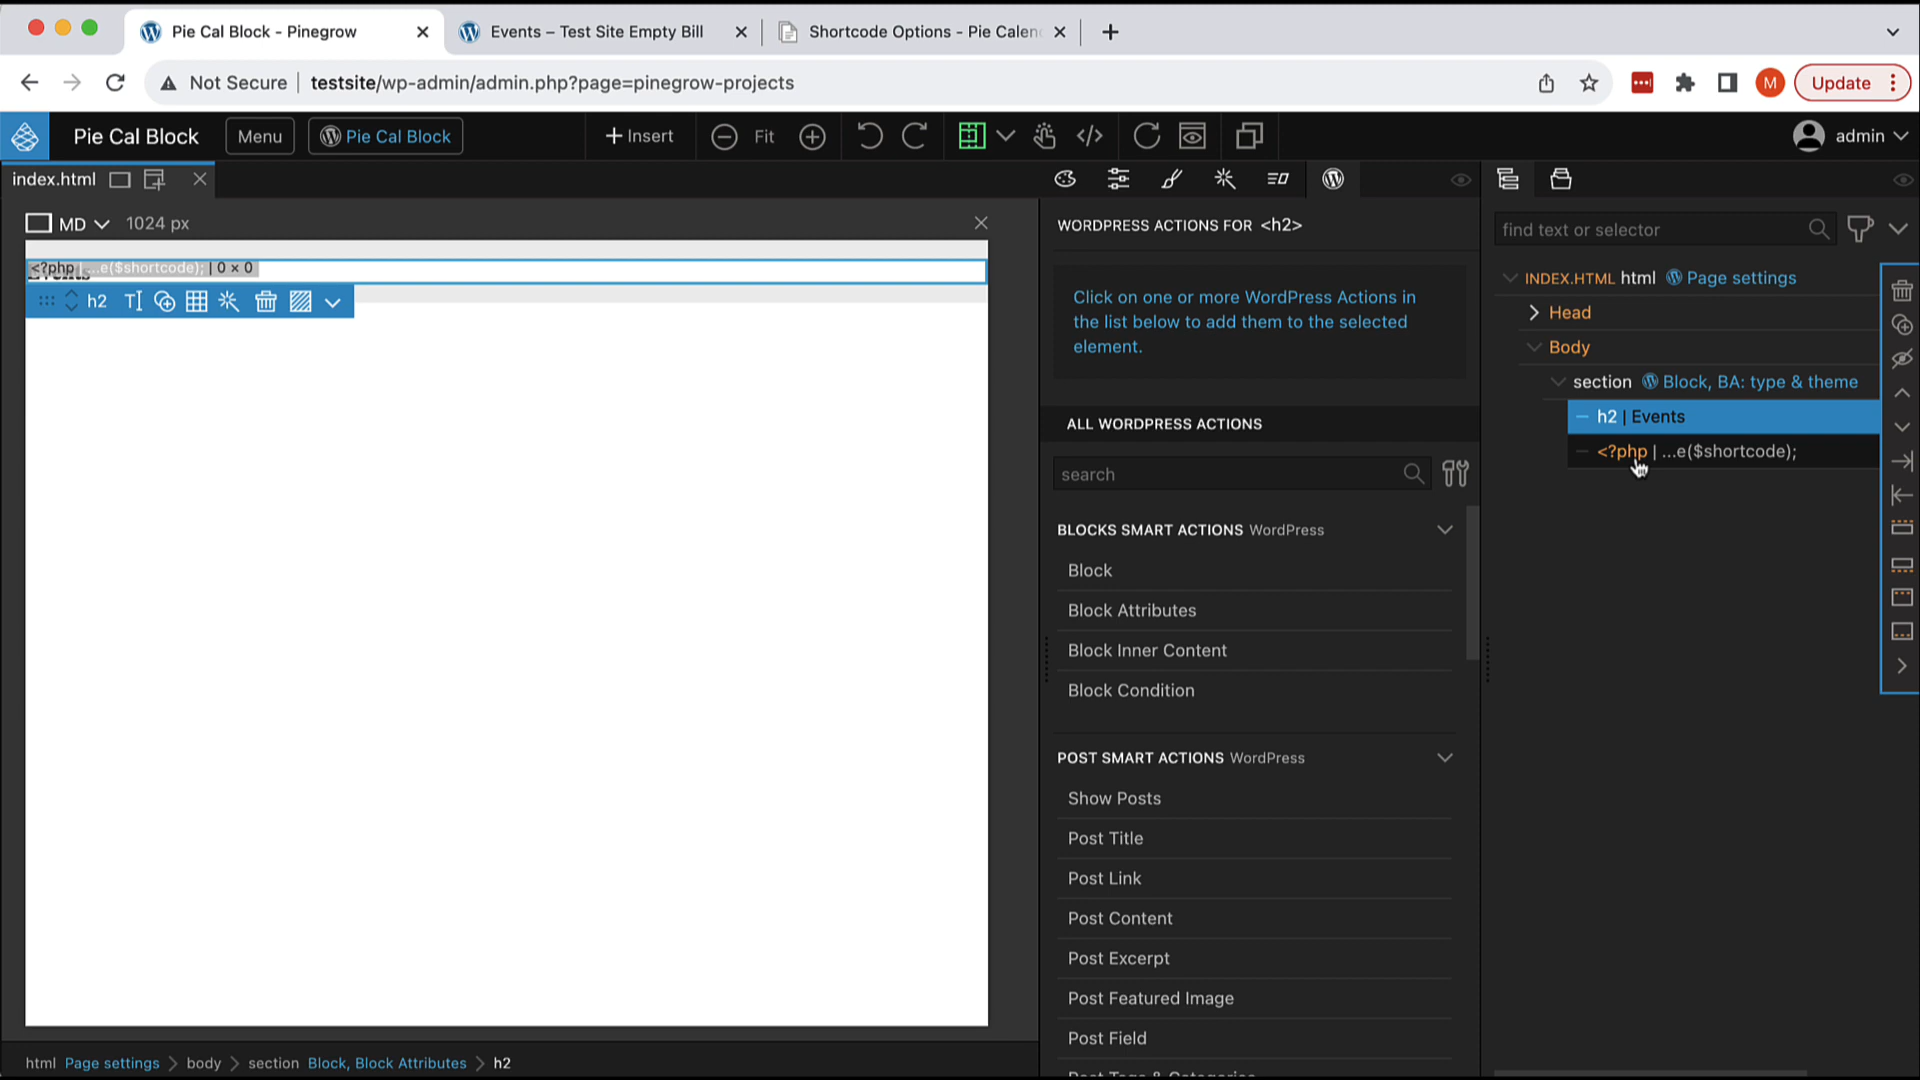 Pie Cal Block - Pinegrow
Events – Test Site Empty Bill
Shortcode Options - Pie Calen
Not Secure
testsite/wp-admin/admin.php?page=pinegrow-projects
M
Update
Pie Cal Block
Menu
Pie Cal Block
Insert
Fit
admin
index.html
MD
1024 px
<?php | ...e($shortcode); | 0 × 0
Events
h2
WORDPRESS ACTIONS FOR <h2>
Click on one or more WordPress Actions in
the list below to add them to the selected
element.
ALL WORDPRESS ACTIONS
search
BLOCKS SMART ACTIONS WordPress
Block
Block Attributes
Block Inner Content
Block Condition
POST SMART ACTIONS WordPress
Show Posts
Post Title
Post Link
Post Content
Post Excerpt
Post Featured Image
Post Field
Post Tags & Categories
find text or selector
INDEX.HTML html Page settings
Head
Body
section Block, BA: type & theme
h2 | Events
<?php | ...e($shortcode);
html Page settings > body > section Block, Block Attributes > h2